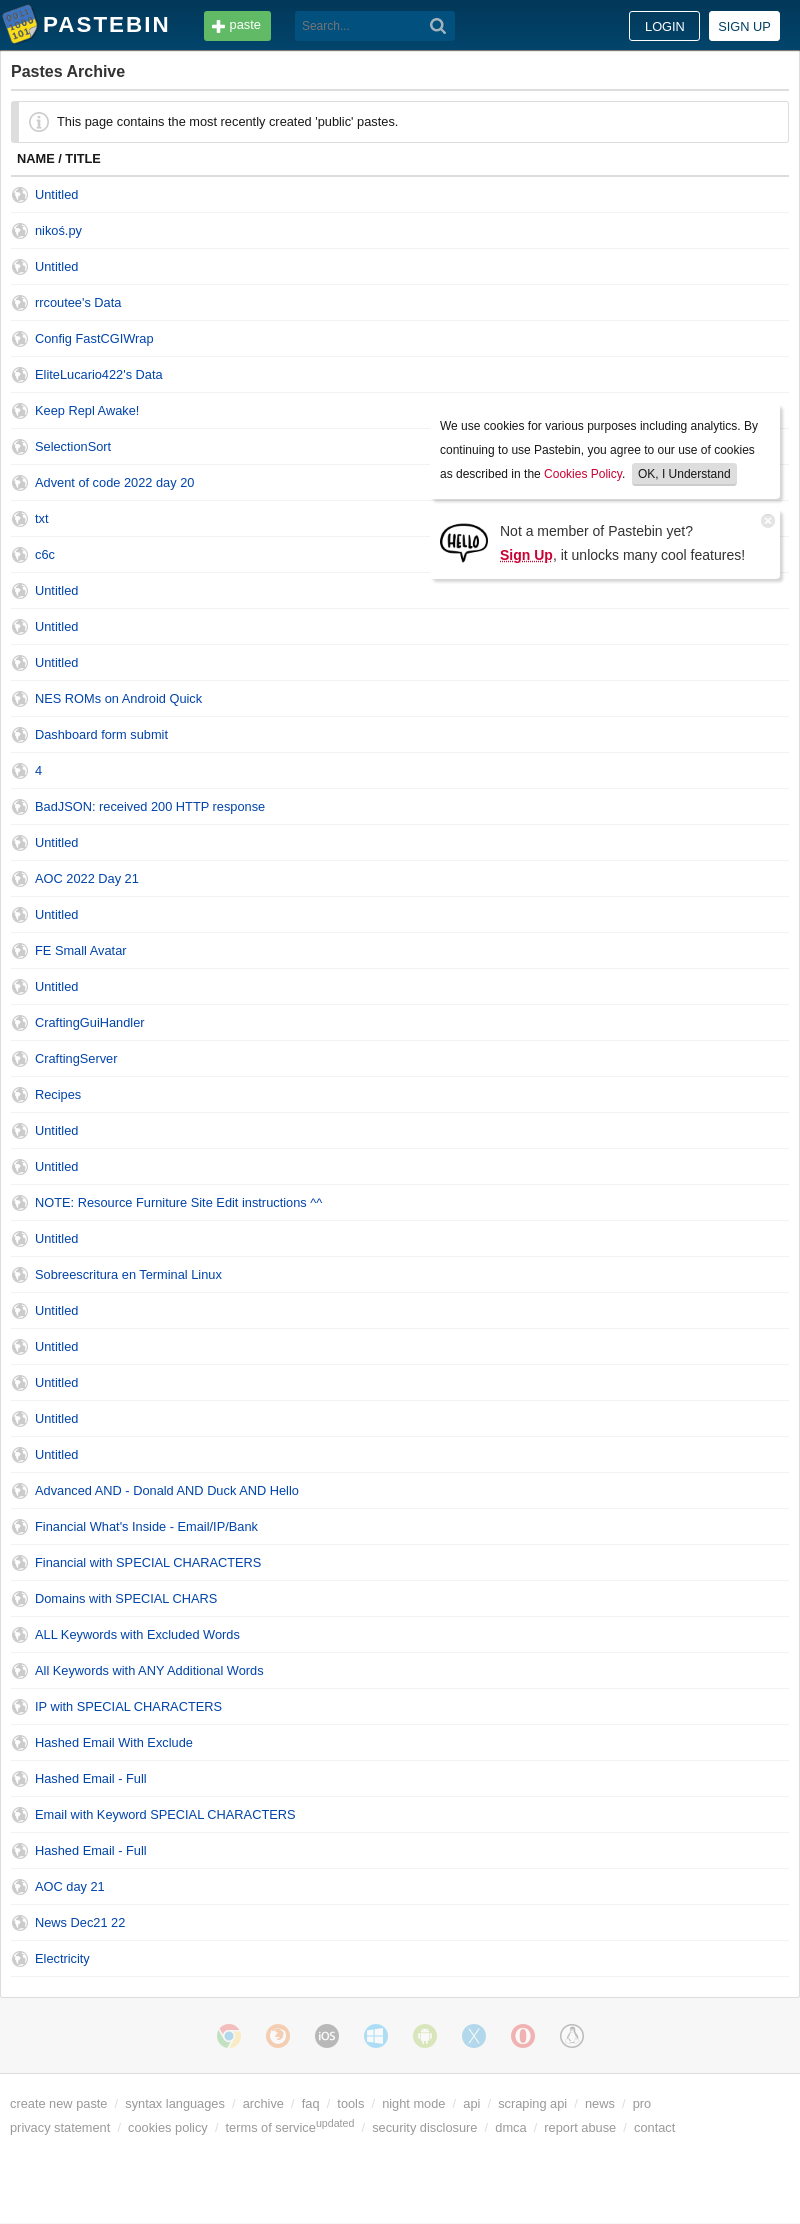 PASTEBIN
paste
Search...
LOGIN
SIGN UP
Pastes Archive
This page contains the most recently created 'public' pastes.
NAME / TITLE
Untitled
nikoś.py
Untitled
rrcoutee's Data
Config FastCGIWrap
EliteLucario422's Data
Keep Repl Awake!
SelectionSort
Advent of code 2022 day 20
txt
c6c
We use cookies for various purposes including analytics. By
continuing to use Pastebin, you agree to our use of cookies
as described in the Cookies Policy. OK, I Understand
HELLO
Not a member of Pastebin yet?
Sign Up, it unlocks many cool features!
Untitled
Untitled
Untitled
NES ROMs on Android Quick
Dashboard form submit
4
BadJSON: received 200 HTTP response
Untitled
AOC 2022 Day 21
Untitled
FE Small Avatar
Untitled
CraftingGuiHandler
CraftingServer
Recipes
Untitled
Untitled
NOTE: Resource Furniture Site Edit instructions ^^
Untitled
Sobreescritura en Terminal Linux
Untitled
Untitled
Untitled
Untitled
Untitled
Advanced AND - Donald AND Duck AND Hello
Financial What's Inside - Email/IP/Bank
Financial with SPECIAL CHARACTERS
Domains with SPECIAL CHARS
ALL Keywords with Excluded Words
All Keywords with ANY Additional Words
IP with SPECIAL CHARACTERS
Hashed Email With Exclude
Hashed Email - Full
Email with Keyword SPECIAL CHARACTERS
Hashed Email - Full
AOC day 21
News Dec21 22
Electricity
iOS
create new paste / syntax languages / archive / faq / tools / night mode / api / scraping api / news / pro
privacy statement / cookies policy / terms of service updated / security disclosure / dmca / report abuse / contact